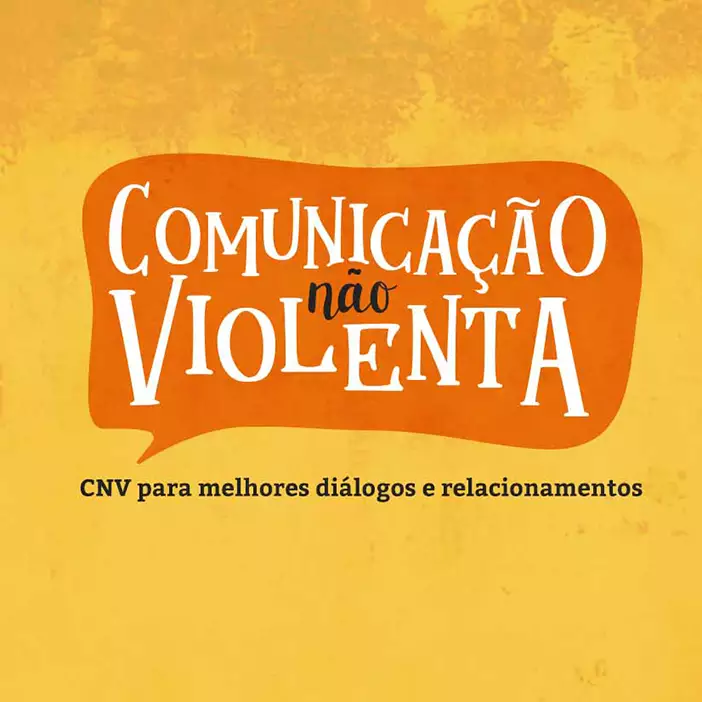 COMUNICAÇÃO
não
VIOLENTA
CNV para melhores diálogos e relacionamentos